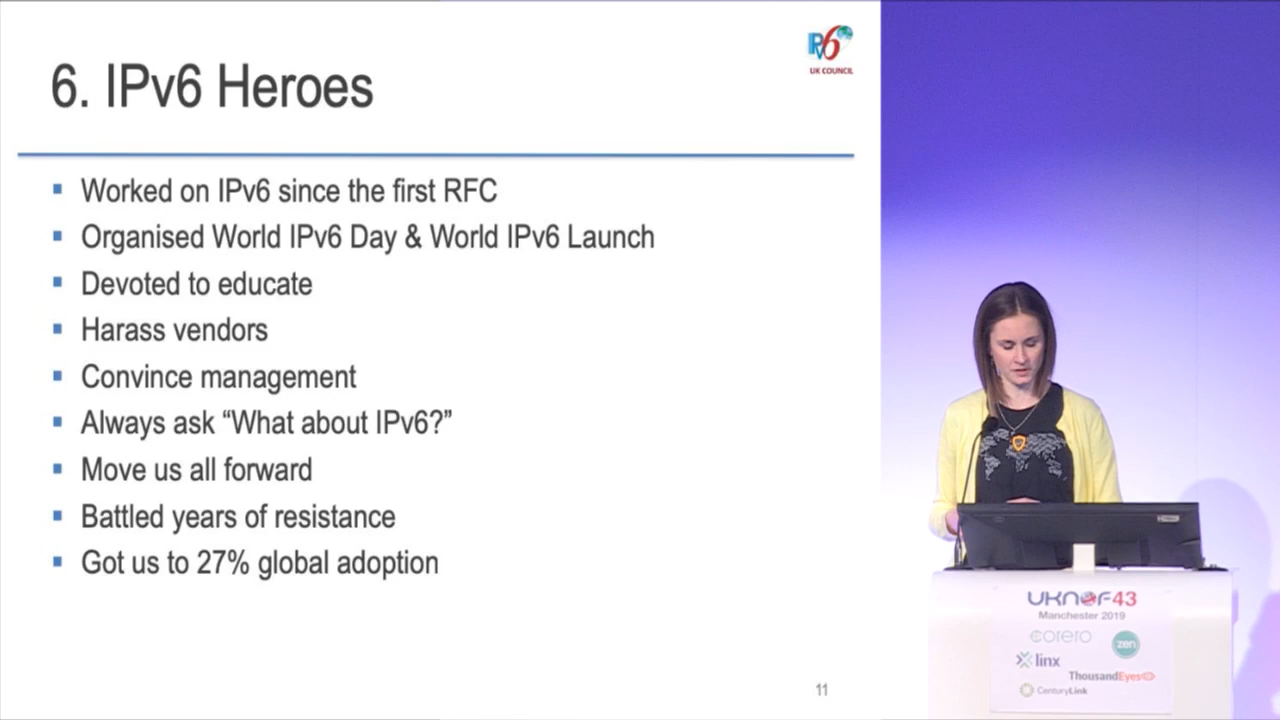 IPv6
UK COUNCIL
6. IPv6 Heroes
Worked on IPv6 since the first RFC
Organised World IPv6 Day & World IPv6 Launch
Devoted to educate
Harass vendors
Convince management
Always ask “What about IPv6?”
Move us all forward
Battled years of resistance
Got us to 27% global adoption
11
UKNOF43
Manchester 2019
corero
zen
linx
ThousandEyes
CenturyLink